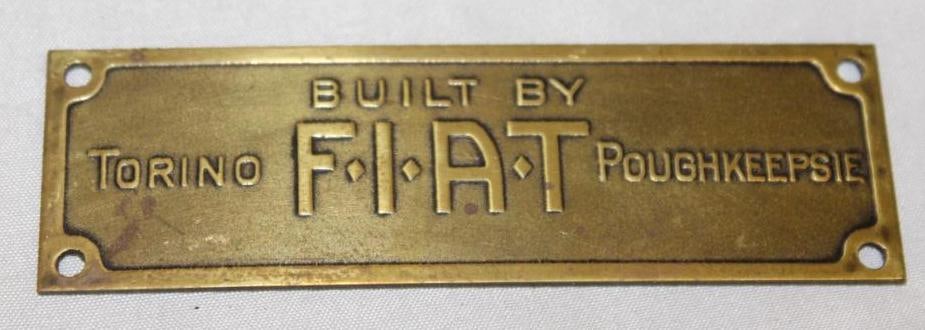 BUILT BY
TORINO F·I·A·T POUGHKEEPSIE